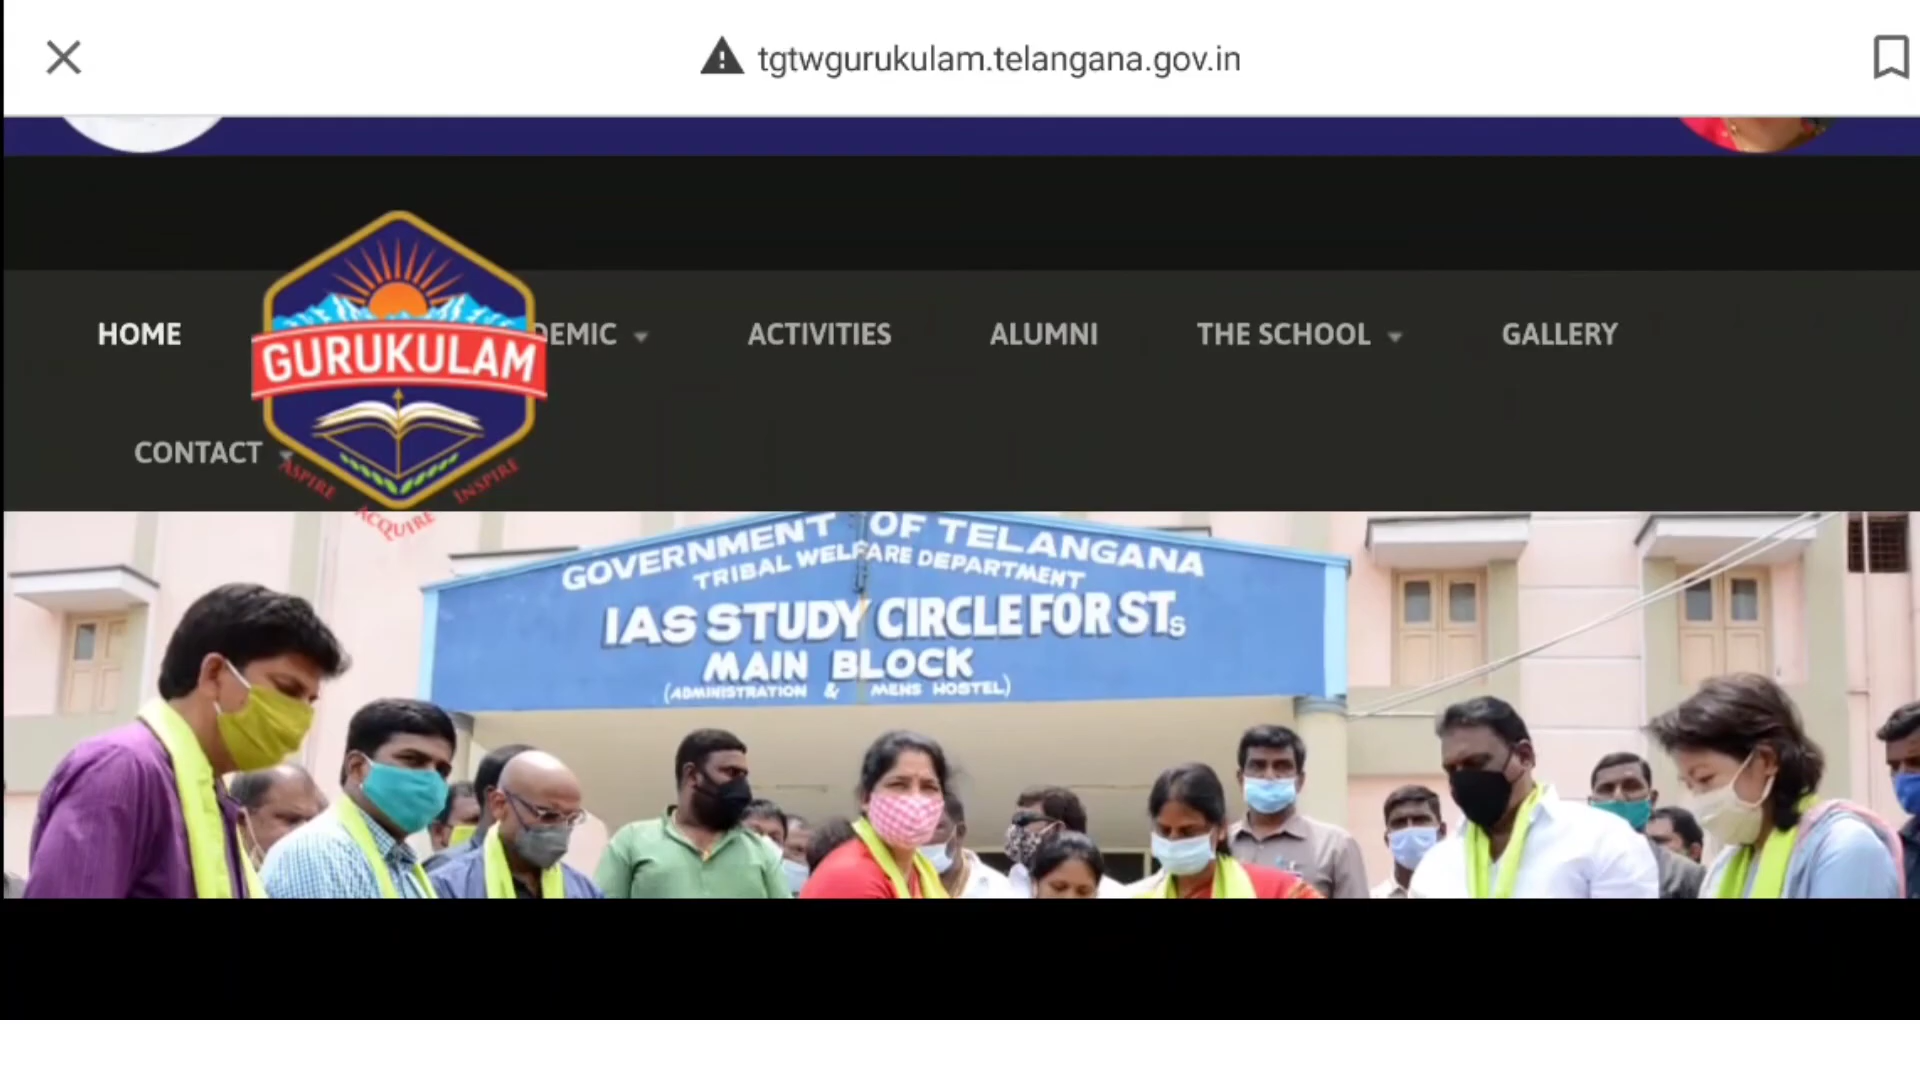 tgtwgurukulam.telangana.gov.in
HOME
DEMIC
ACTIVITIES
ALUMNI
THE SCHOOL
GALLERY
CONTACT
GURUKULAM
ASPIRE
ACQUIRE
INSPIRE
GOVERNMENT OF TELANGANA
TRIBAL WELFARE DEPARTMENT
IAS STUDY CIRCLE FOR STs
MAIN BLOCK
(ADMINISTRATION & MENS HOSTEL)